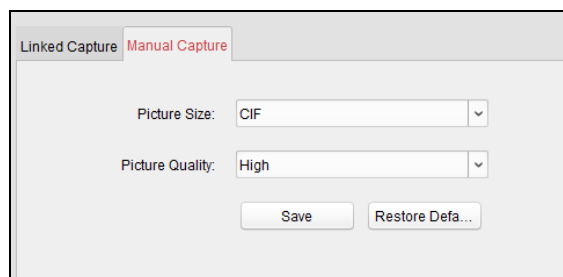 Linked Capture Manual Capture
Picture Size: CIF
Picture Quality: High
Save Restore Defa...